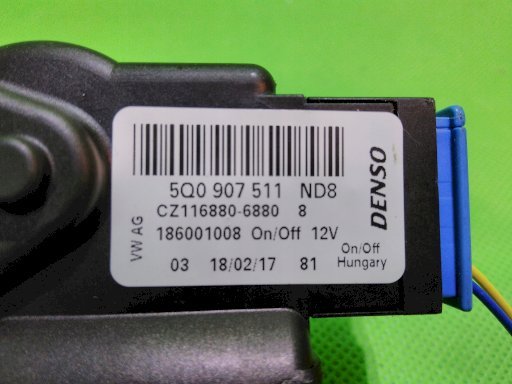 5Q0 907 511 ND8
CZ116880-6880 8
186001008 On/Off 12V
03 18/02/17 81
On/Off
Hungary
VW AG
DENSO